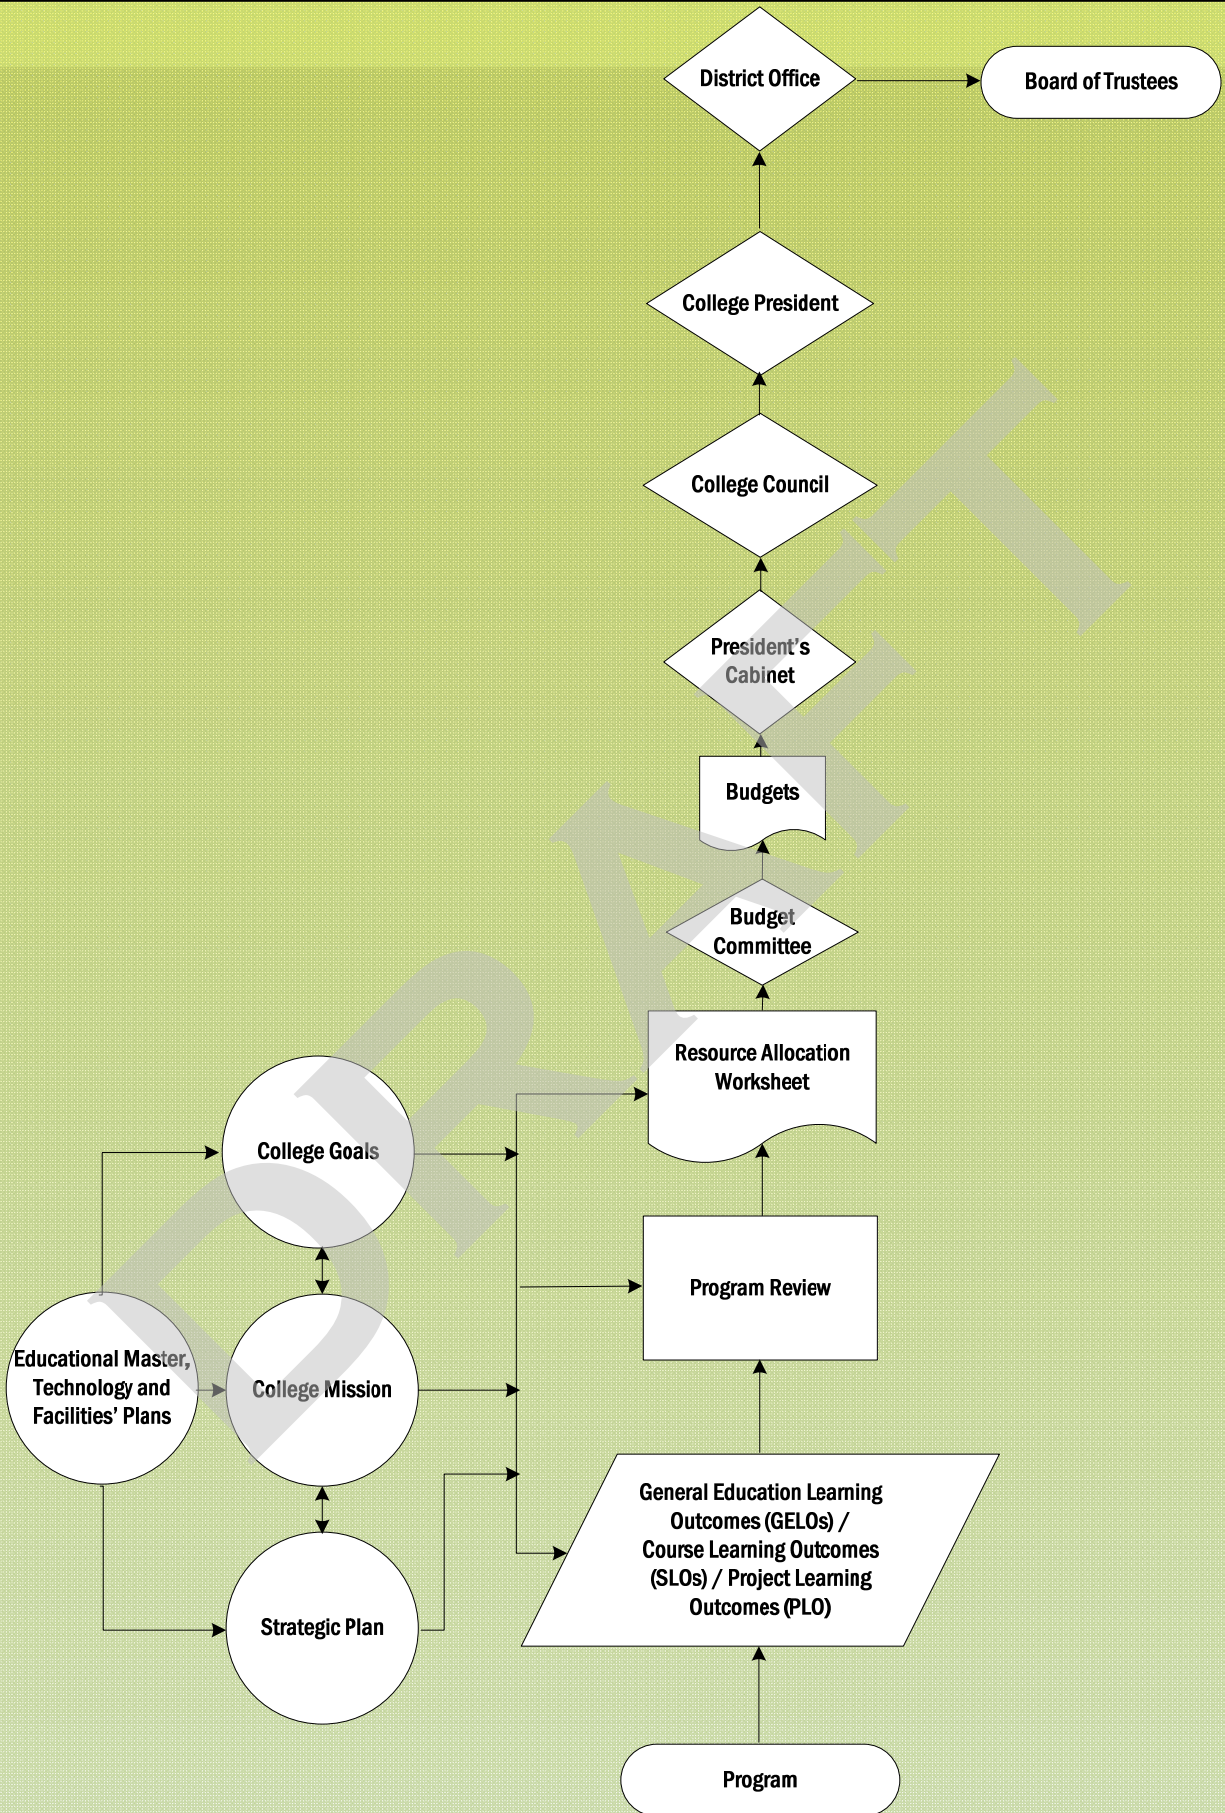 District Office
Board of Trustees
College President
College Council
President's
Cabinet
Budgets
Budget
Committee
Resource Allocation
Worksheet
College Goals
Program Review
Educational Master,
Technology and
Facilities' Plans
College Mission
General Education Learning
Outcomes (GELOs) /
Course Learning Outcomes
(SLOs) / Project Learning
Outcomes (PLO)
Strategic Plan
Program
DRAFT